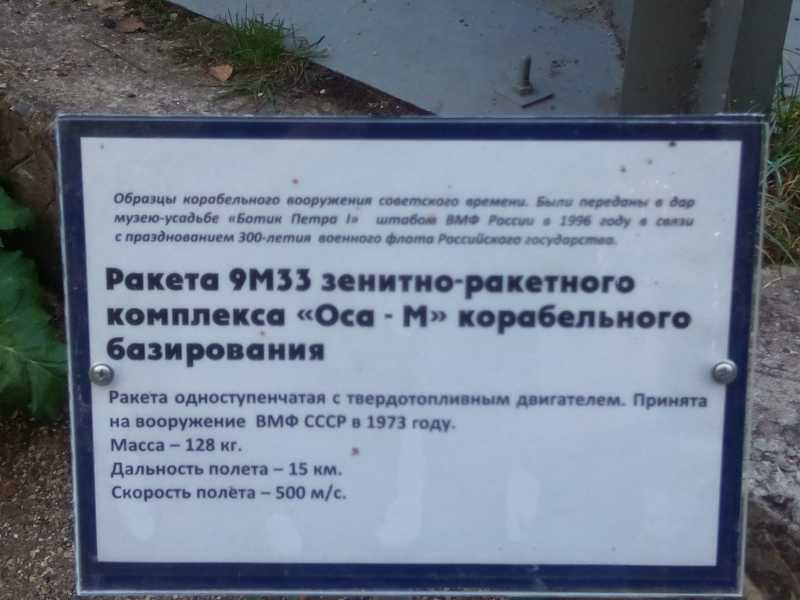 Образцы корабельного вооружения советского времени. Были переданы в дар
музею-усадьбе «Ботик Петра I» штабом ВМФ России в 1996 году в связи
с празднованием 300-летия военного флота Российского государства.
Ракета 9М33 зенитно-ракетного
комплекса «Оса - М» корабельного
базирования
Ракета одноступенчатая с твердотопливным двигателем. Принята
на вооружение ВМФ СССР в 1973 году.
Масса – 128 кг.
Дальность полета – 15 км.
Скорость полета – 500 м/с.